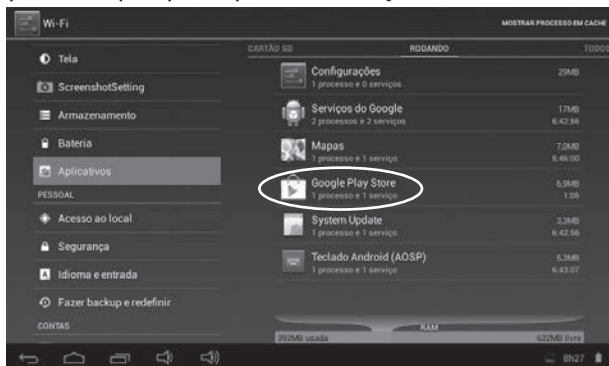 Wi-Fi
MOSTRAR PROCESSO EM CACHE
Tela
ScreenshotSetting
Armazenamento
Bateria
Aplicativos
PESSOAL
Acesso ao local
Segurança
Idioma e entrada
Fazer backup e redefinir
CONTAS
CARTÃO SD RODANDO TODOS
Configurações 29MB
1 processo e 0 serviços
Serviços do Google 17MB
2 processos e 2 serviços 6:42:56
Mapas 7,0MB
1 processo e 1 serviço 5:46:00
Google Play Store 6,9MB
1 processo e 1 serviço 1:05
System Update 3,3MB
1 processo e 1 serviço 6:42:56
Teclado Android (AOSP) 5,3MB
1 processo e 1 serviço 6:43:07
RAM
392MB usada 632MB livre
0h27